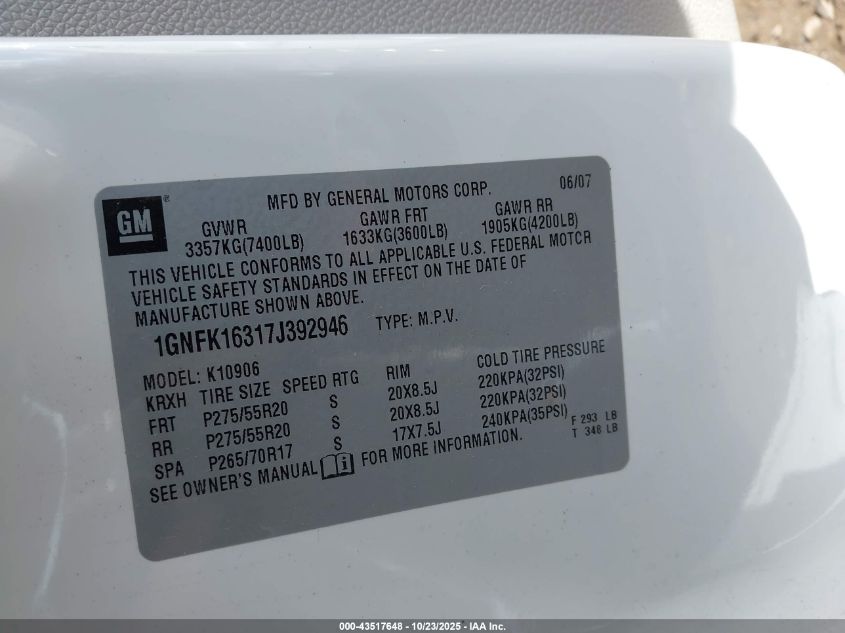 GM ®
MFD BY GENERAL MOTORS CORP. 06/07
GVWR GAWR FRT GAWR RR
3357KG(7400LB) 1633KG(3600LB) 1905KG(4200LB)
THIS VEHICLE CONFORMS TO ALL APPLICABLE U.S. FEDERAL MOTOR
VEHICLE SAFETY STANDARDS IN EFFECT ON THE DATE OF
MANUFACTURE SHOWN ABOVE.
1GNFK16317J392946 TYPE: M.P.V.
MODEL: K10906
KRXH TIRE SIZE SPEED RTG RIM COLD TIRE PRESSURE
FRT P275/55R20 S 20X8.5J 220KPA(32PSI)
RR P275/55R20 S 20X8.5J 220KPA(32PSI)
SPA P265/70R17 S 17X7.5J 240KPA(35PSI)
F 293 LB
T 348 LB
SEE OWNER'S MANUAL FOR MORE INFORMATION.
000-43517648 - 10/23/2025 - IAA Inc.